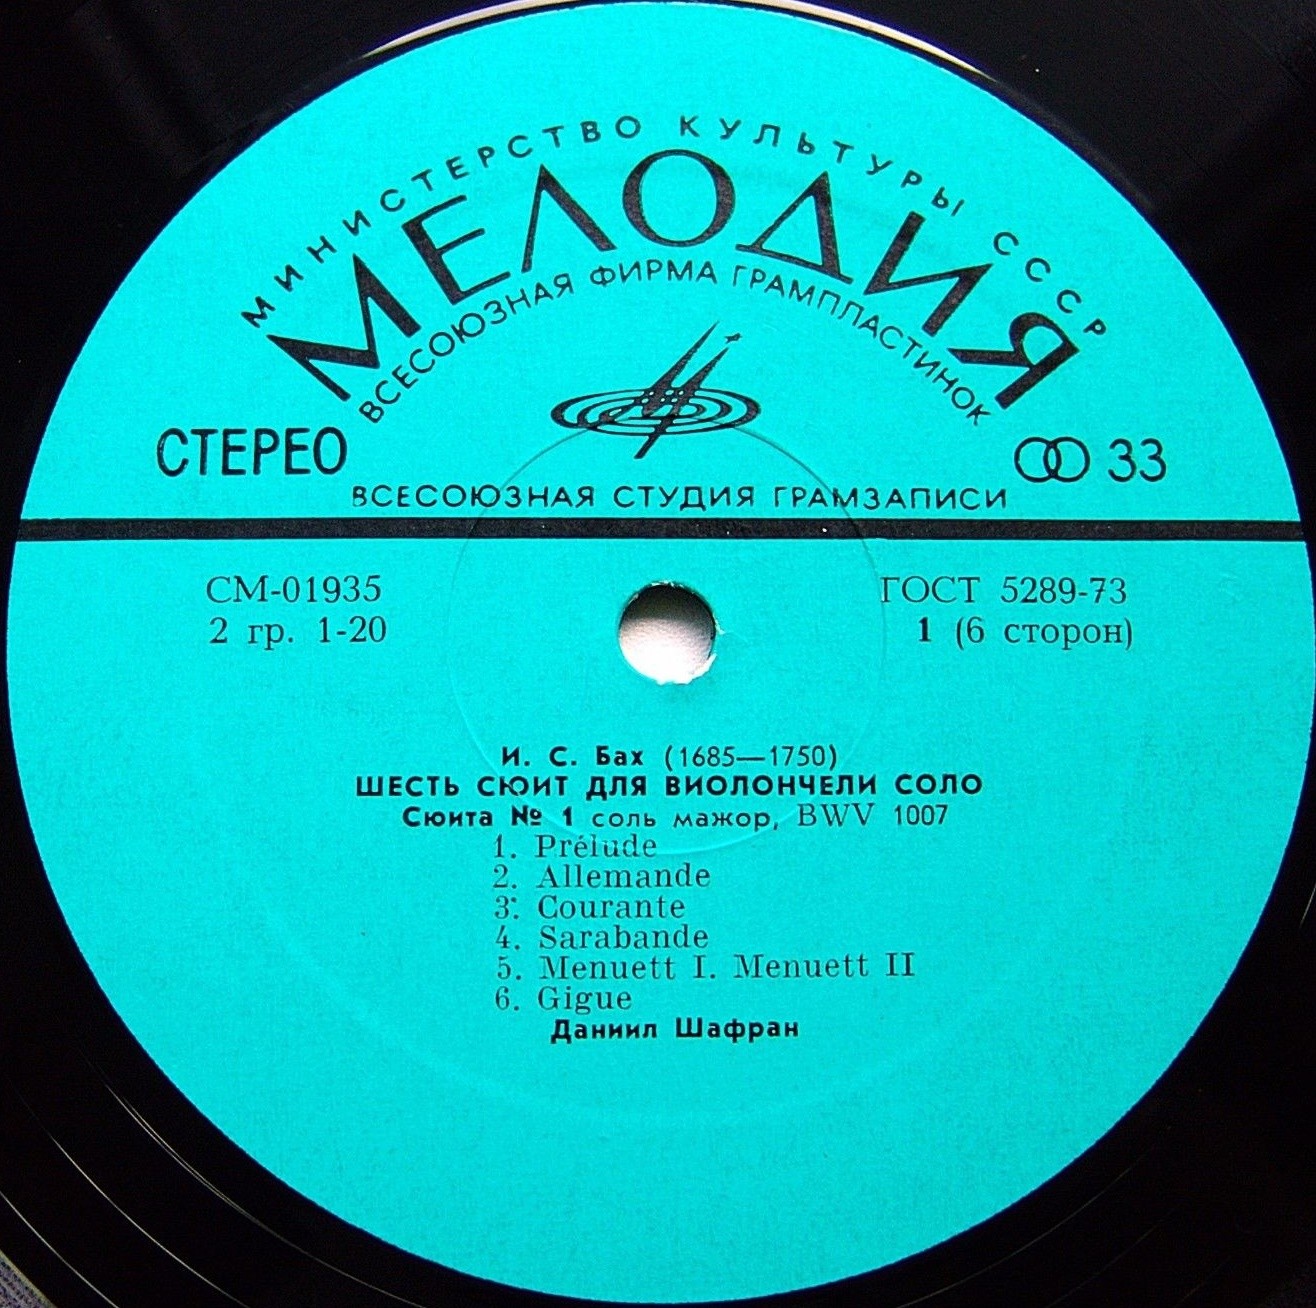 МИНИСТЕРСТВО КУЛЬТУРЫ СССР
МЕЛОДИЯ
ВСЕСОЮЗНАЯ ФИРМА ГРАМПЛАСТИНОК
СТЕРЕО
33
ВСЕСОЮЗНАЯ СТУДИЯ ГРАМЗАПИСИ
СМ-01935
ГОСТ 5289-73
2 гр. 1-20
1 (6 сторон)
И. С. Бах (1685—1750)
ШЕСТЬ СЮИТ ДЛЯ ВИОЛОНЧЕЛИ СОЛО
Сюита № 1 соль мажор, BWV 1007
1. Prélude
2. Allemande
3. Courante
4. Sarabande
5. Menuett I. Menuett II
6. Gigue
Даниил Шафран